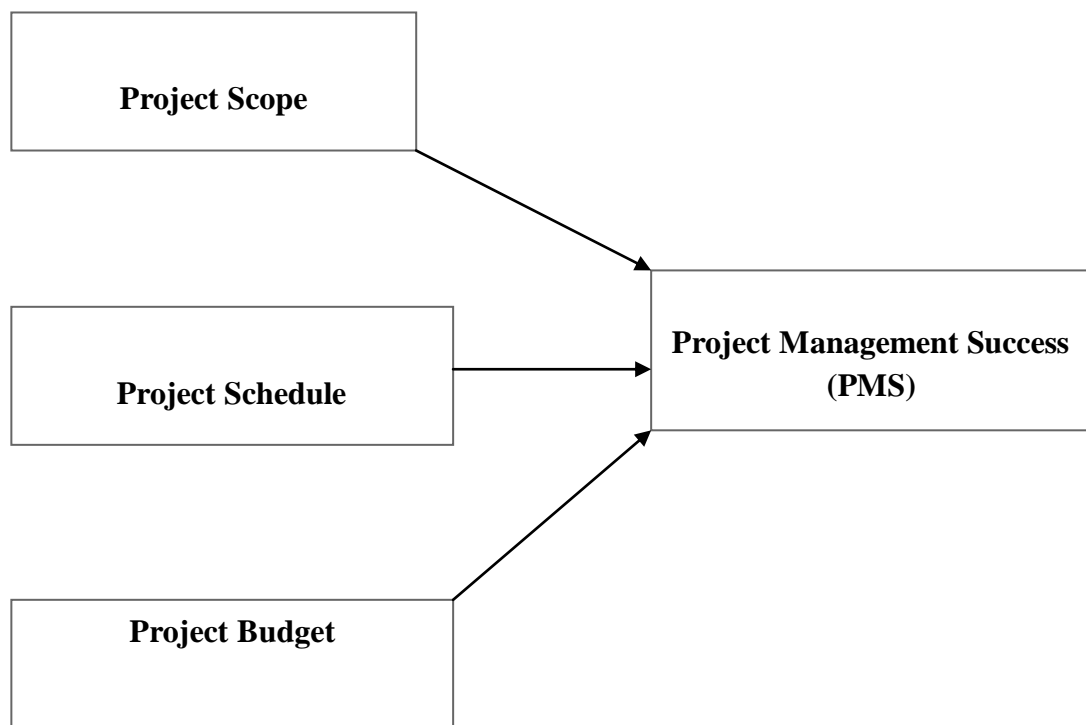 Project Scope
Project Management Success
(PMS)
Project Schedule
Project Budget